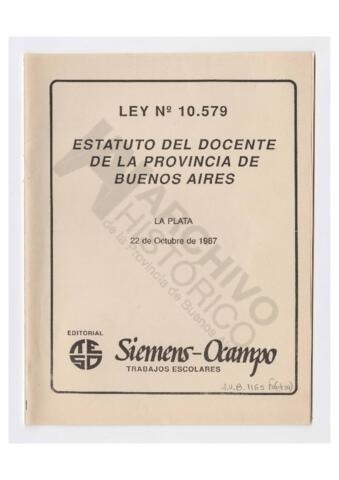 LEY Nº 10.579
ESTATUTO DEL DOCENTE
DE LA PROVINCIA DE
BUENOS AIRES
LA PLATA
22 de Octubre de 1987
ARCHIVO
HISTÓRICO
de la Provincia de Buenos
EDITORIAL
Siemens-Ocampo
TRABAJOS ESCOLARES